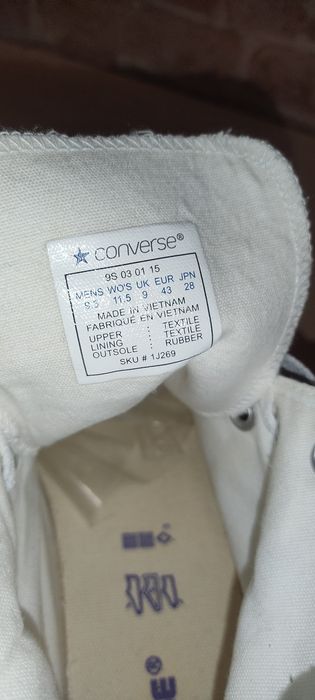 converse®
9S 03 01 15
MENS WO'S UK EUR JPN
9.5 11.5 9 43 28
MADE IN VIETNAM
FABRIQUÉ EN VIETNAM
UPPER : TEXTILE
LINING : TEXTILE
OUTSOLE : RUBBER
SKU # 1J269